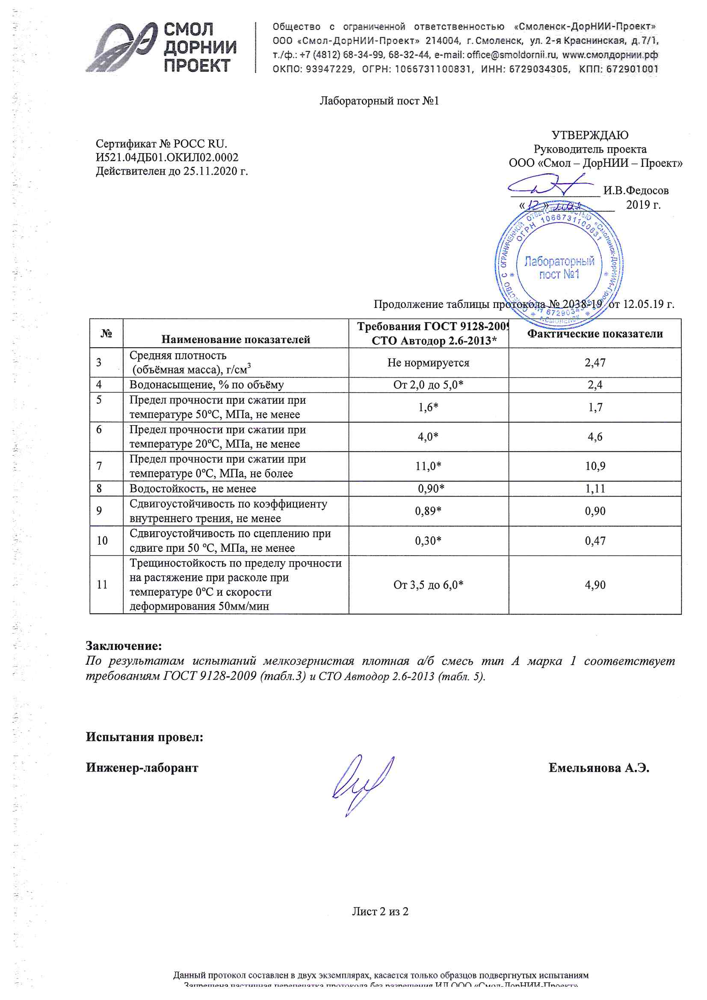 СМОЛ
ДОРНИИ
ПРОЕКТ
Общество с ограниченной ответственностью «Смоленск-ДорНИИ-Проект»
ООО «Смол-ДорНИИ-Проект» 214004, г. Смоленск, ул. 2-я Краснинская, д. 7/1,
т./ф.: +7 (4812) 68-34-99, 68-32-44, e-mail: office@smoldornii.ru, www.смолдорнии.рф
ОКПО: 93947229, ОГРН: 1066731100831, ИНН: 6729034305, КПП: 672901001
Лабораторный пост №1
Сертификат № РОСС RU.
И521.04ДБ01.ОКИЛ02.0002
Действителен до 25.11.2020 г.
УТВЕРЖДАЮ
Руководитель проекта
ООО «Смол – ДорНИИ – Проект»
И.В.Федосов
«12» 2019 г.
ОБЩЕСТВО С ОГРАНИЧЕННОЙ ОТВЕТСТВЕННОСТЬЮ «Смоленск-ДорНИИ-Проект»
ОГРН 1066731100831
Лабораторный
пост №1
ИНН 6729034305
г.СМОЛЕНСК
Продолжение таблицы протокола № 2038-19 от 12.05.19 г.
№ Наименование показателей Требования ГОСТ 9128-2009 СТО Автодор 2.6-2013* Фактические показатели
3 Средняя плотность
(объёмная масса), г/см³ Не нормируется 2,47
4 Водонасыщение, % по объёму От 2,0 до 5,0* 2,4
5 Предел прочности при сжатии при
температуре 50ºС, МПа, не менее 1,6* 1,7
6 Предел прочности при сжатии при
температуре 20ºС, МПа, не менее 4,0* 4,6
7 Предел прочности при сжатии при
температуре 0ºС, МПа, не более 11,0* 10,9
8 Водостойкость, не менее 0,90* 1,11
9 Сдвигоустойчивость по коэффициенту
внутреннего трения, не менее 0,89* 0,90
10 Сдвигоустойчивость по сцеплению при
сдвиге при 50 ºС, МПа, не менее 0,30* 0,47
11 Трещиностойкость по пределу прочности
на растяжение при расколе при
температуре 0ºС и скорости
деформирования 50мм/мин От 3,5 до 6,0* 4,90
Заключение:
По результатам испытаний мелкозернистая плотная а/б смесь тип А марка 1 соответствует
требованиям ГОСТ 9128-2009 (табл.3) и СТО Автодор 2.6-2013 (табл. 5).
Испытания провел:
Инженер-лаборант Емельянова А.Э.
Лист 2 из 2
Данный протокол составлен в двух экземплярах, касается только образцов подвергнутых испытаниям
Запрещена частичная перепечатка протокола без разрешения ИЛ ООО «Смол-ДорНИИ-Проект»